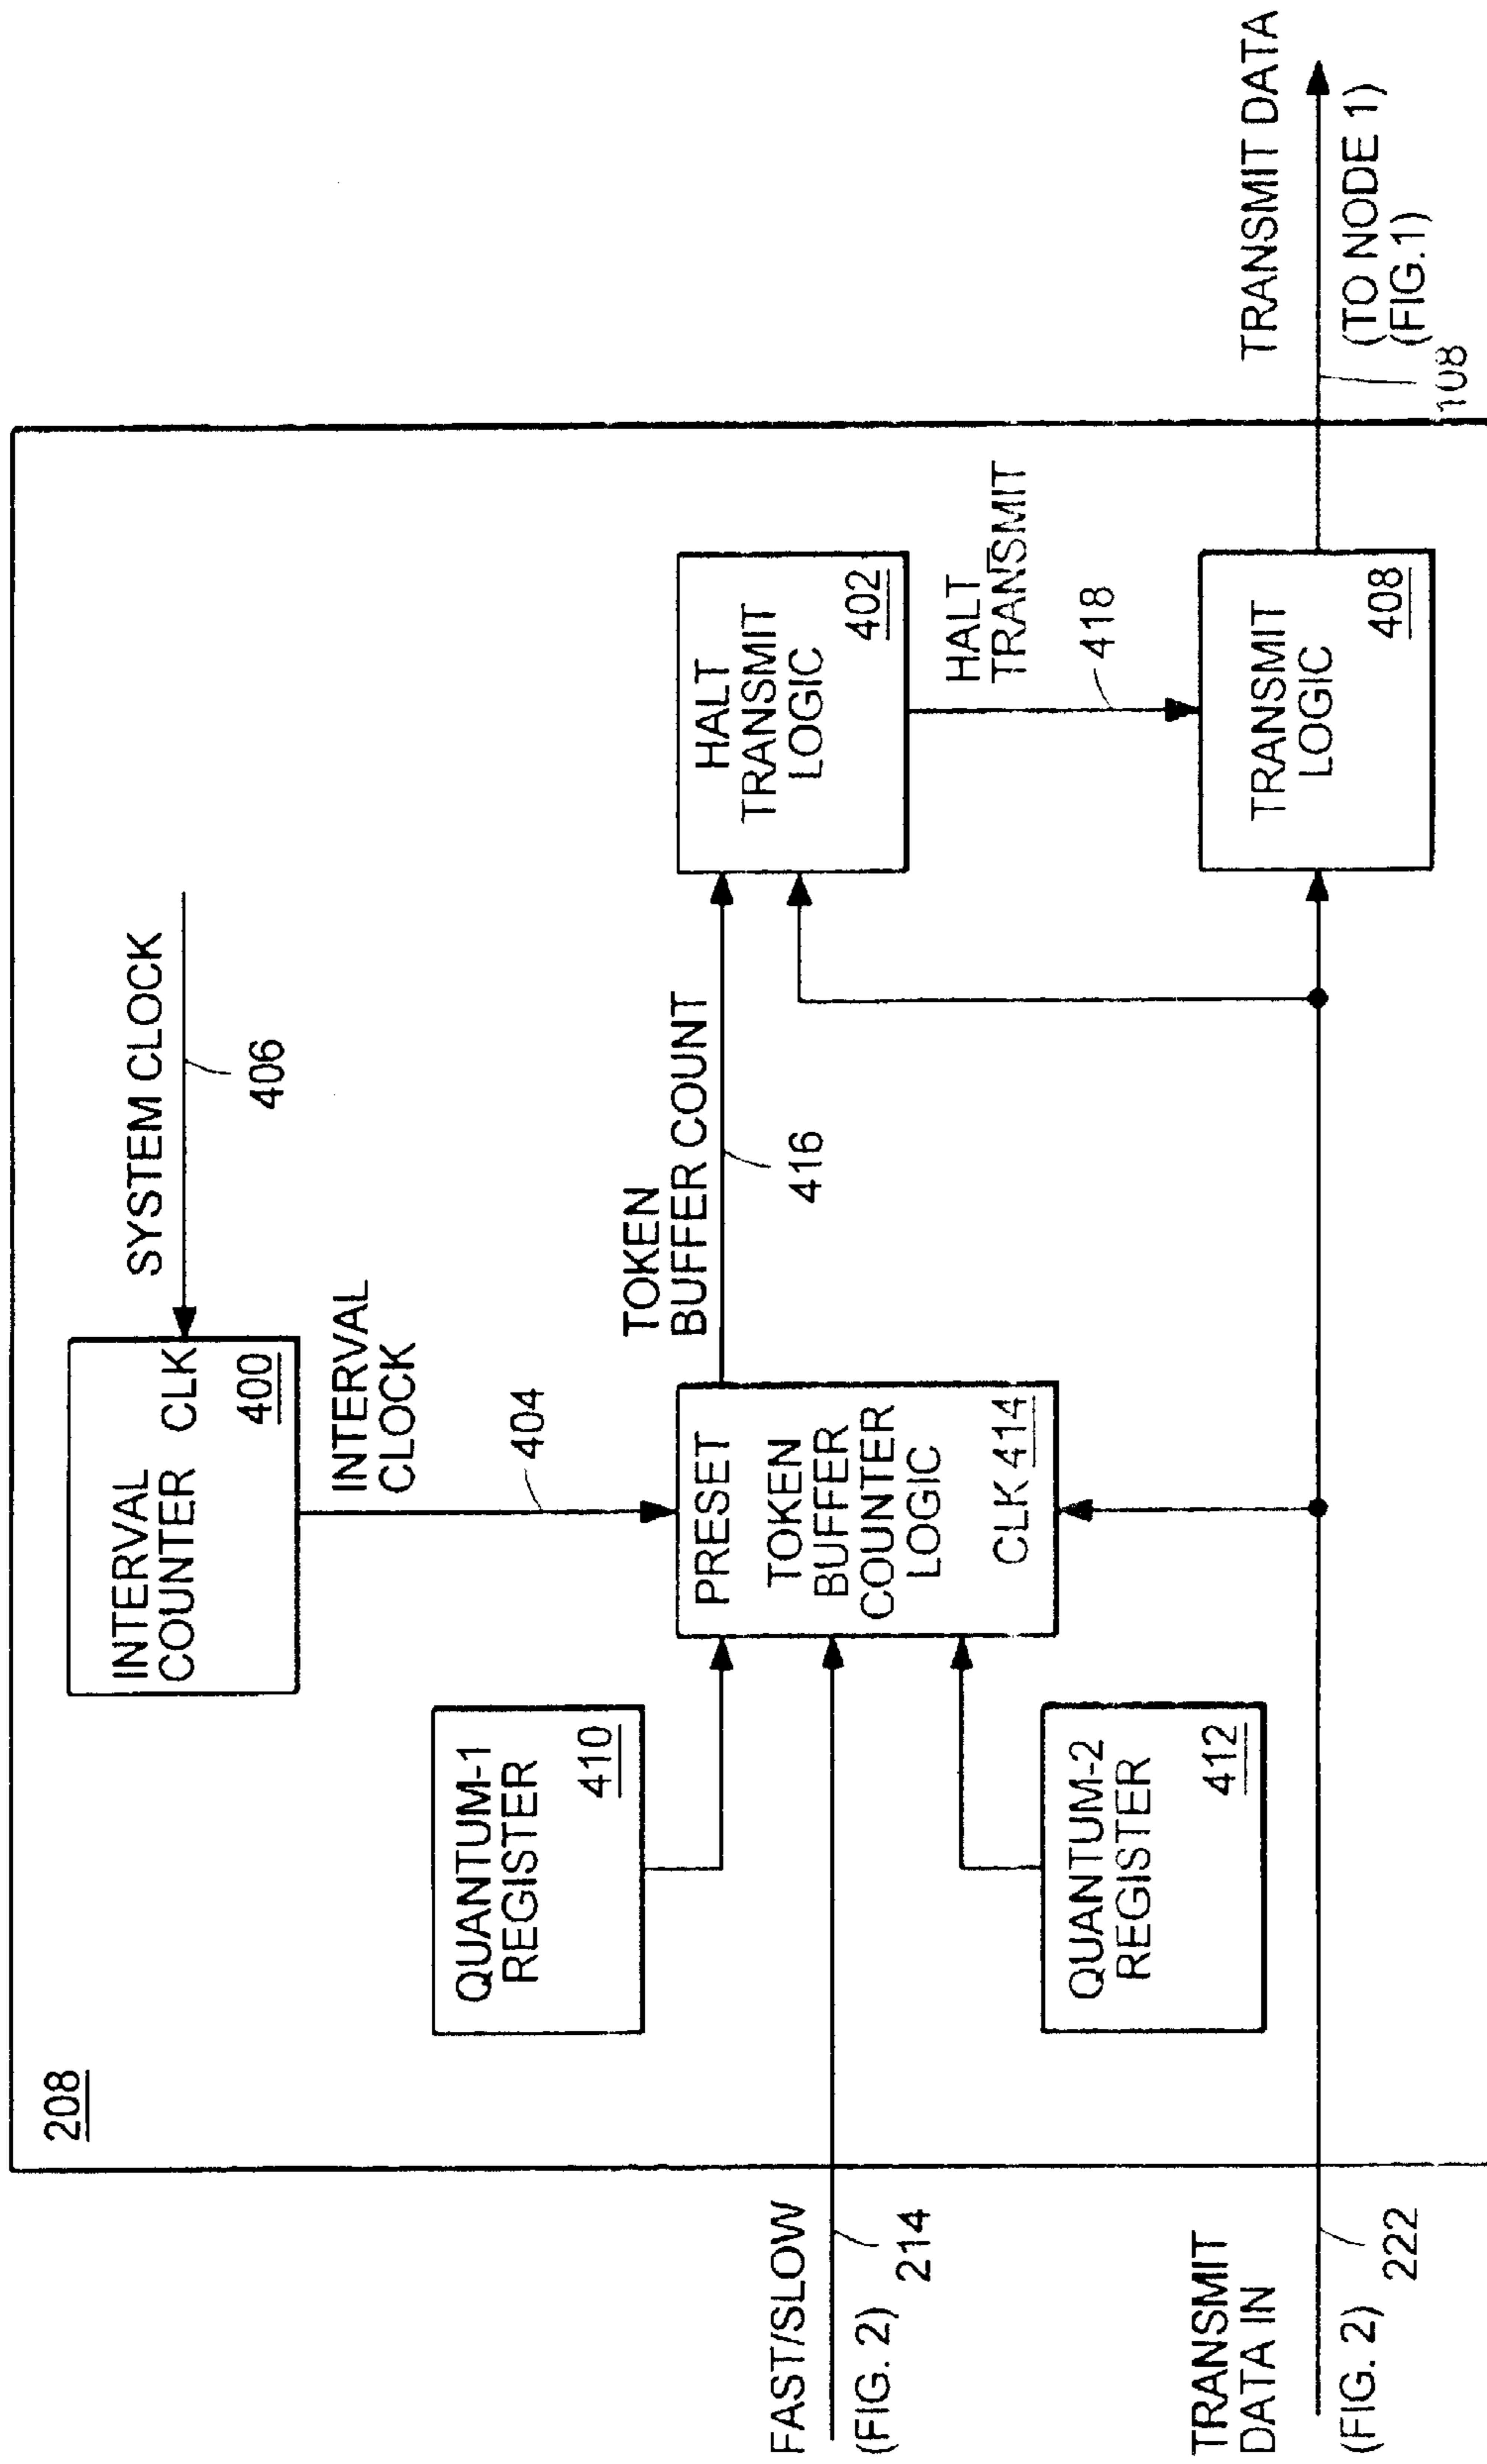 208
SYSTEM CLOCK
406
INTERVAL
COUNTER CLK
400
INTERVAL
CLOCK
404
QUANTUM-1
REGISTER
410
PRESET
TOKEN
BUFFER
COUNTER
LOGIC
CLK 414
TOKEN
BUFFER COUNT
416
HALT
TRANSMIT
LOGIC
402
HALT
TRANSMIT
418
FAST/SLOW
214
(FIG. 2)
QUANTUM-2
REGISTER
412
TRANSMIT
LOGIC
408
TRANSMIT
DATA IN
222
(FIG. 2)
TRANSMIT DATA
(TO NODE 1)
(FIG.1)
108